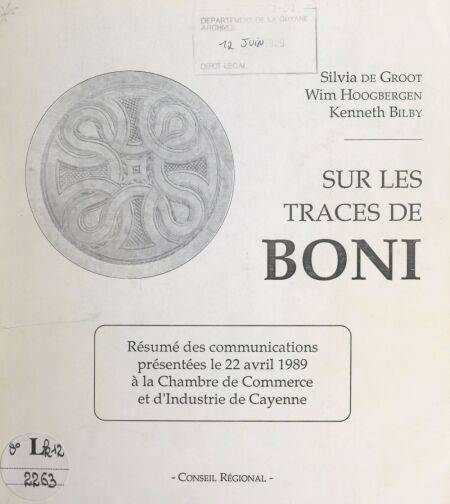 DEPARTEMENT DE LA GUYANE
ARCHIVES
12 JUIN
DEPOT LEGAL
Silvia DE GROOT
Wim HOOGBERGEN
Kenneth BILBY
SUR LES
TRACES DE
BONI
Résumé des communications
présentées le 22 avril 1989
à la Chambre de Commerce
et d'Industrie de Cayenne
Lk12
2263
- CONSEIL RÉGIONAL -